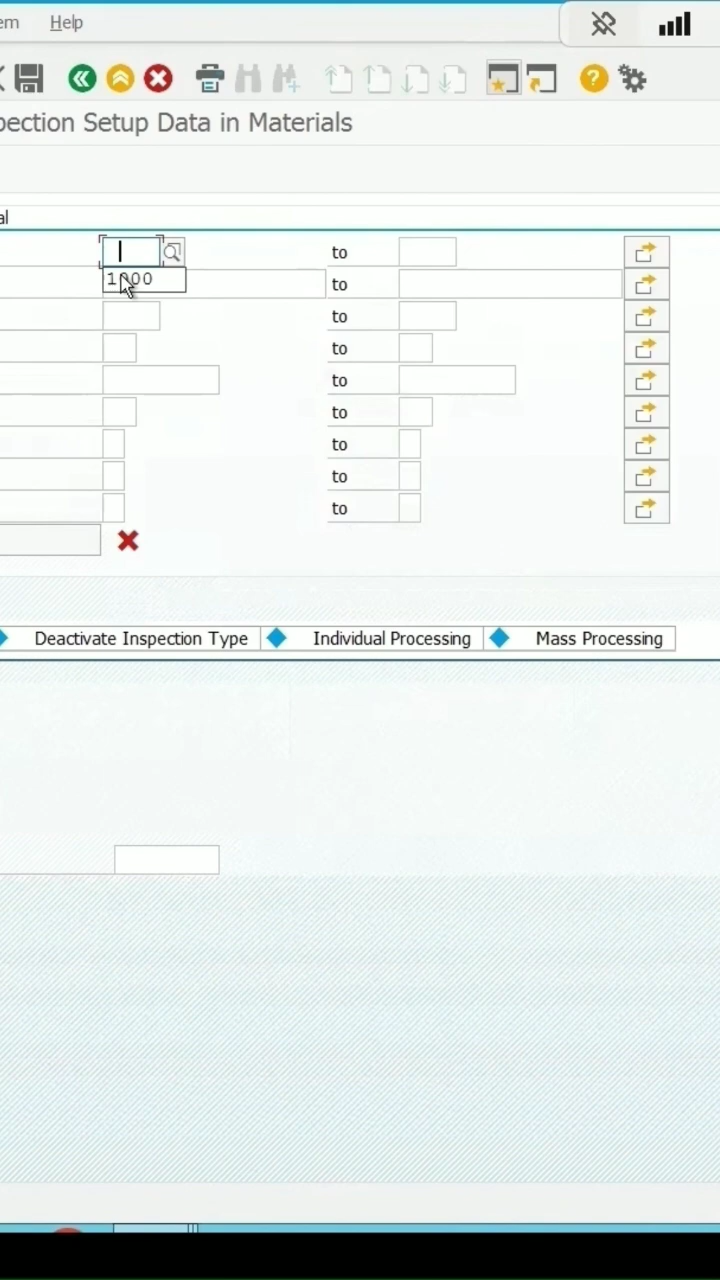 em Help
pection Setup Data in Materials
al
to
1000
to
to
to
to
to
to
to
to
Deactivate Inspection Type Individual Processing Mass Processing